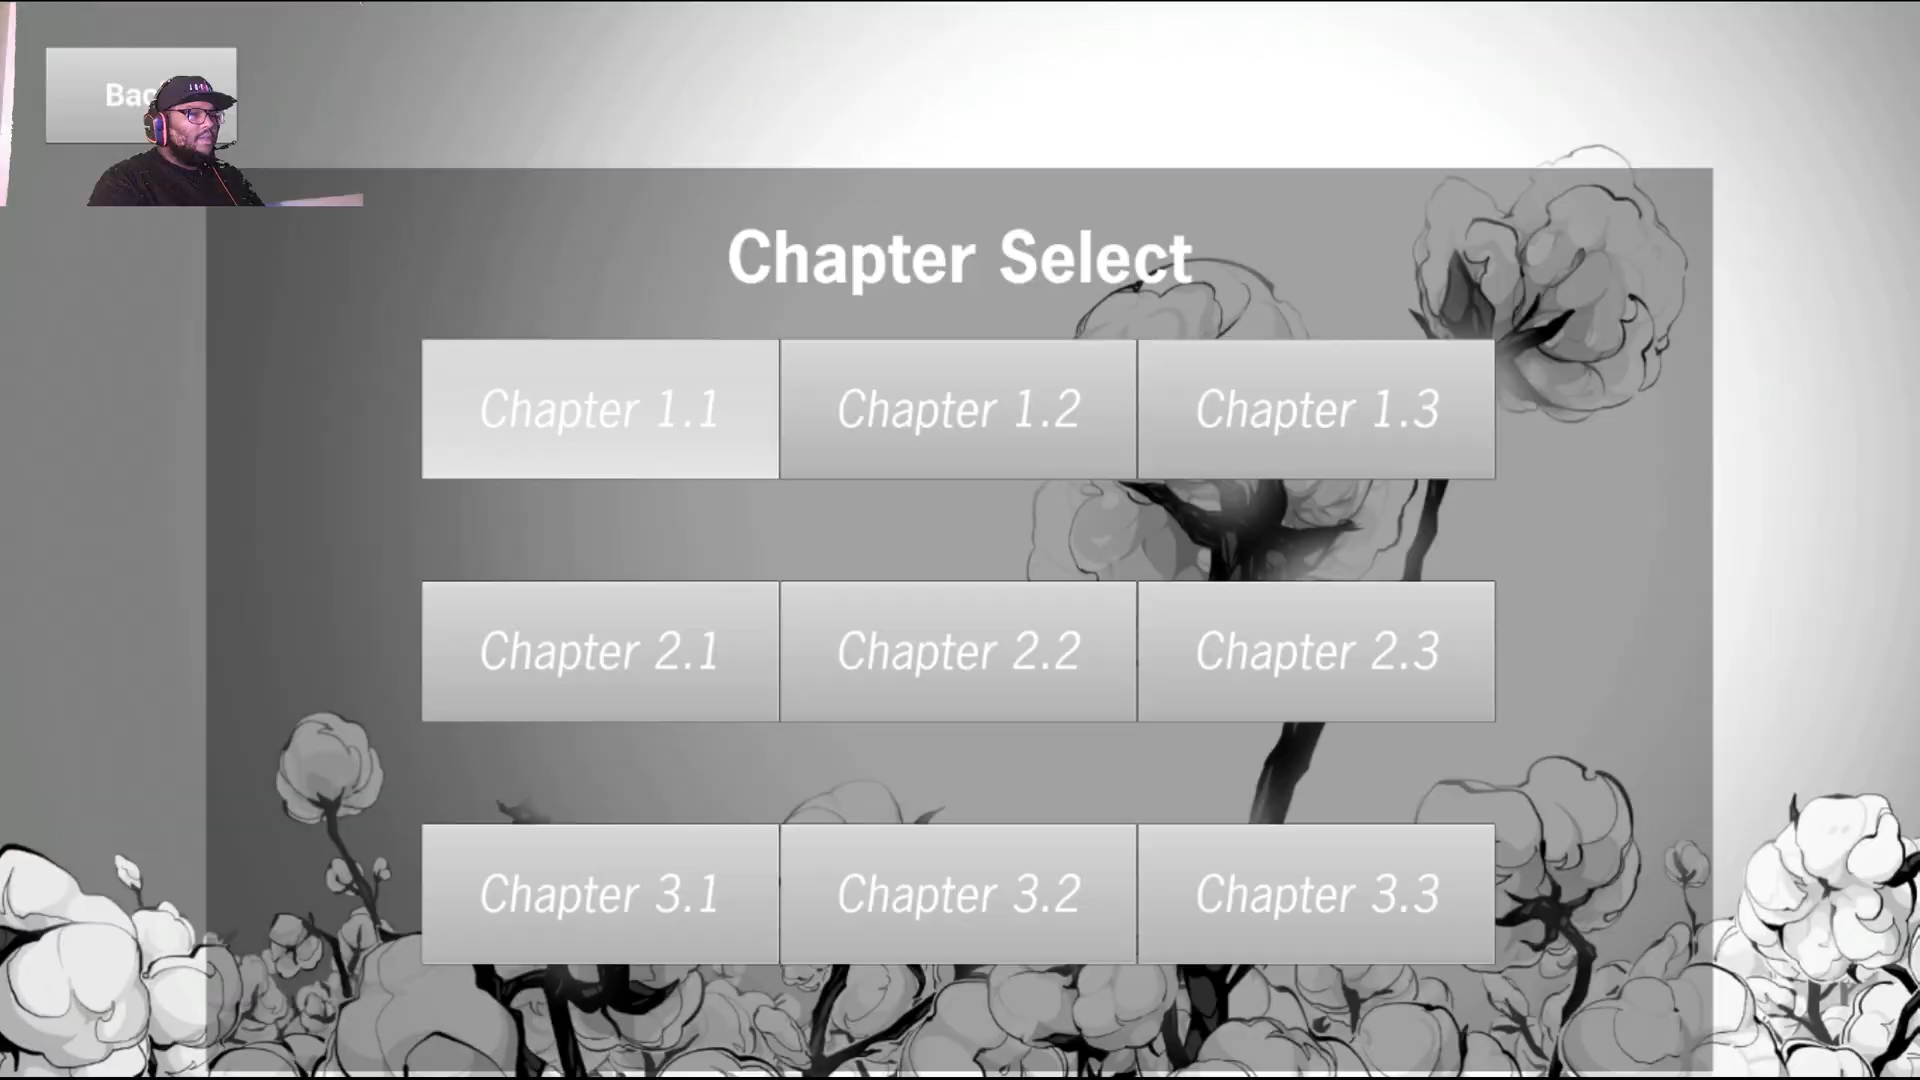 Chapter Select
Chapter 1.1 Chapter 1.2 Chapter 1.3
Chapter 2.1 Chapter 2.2 Chapter 2.3
Chapter 3.1 Chapter 3.2 Chapter 3.3